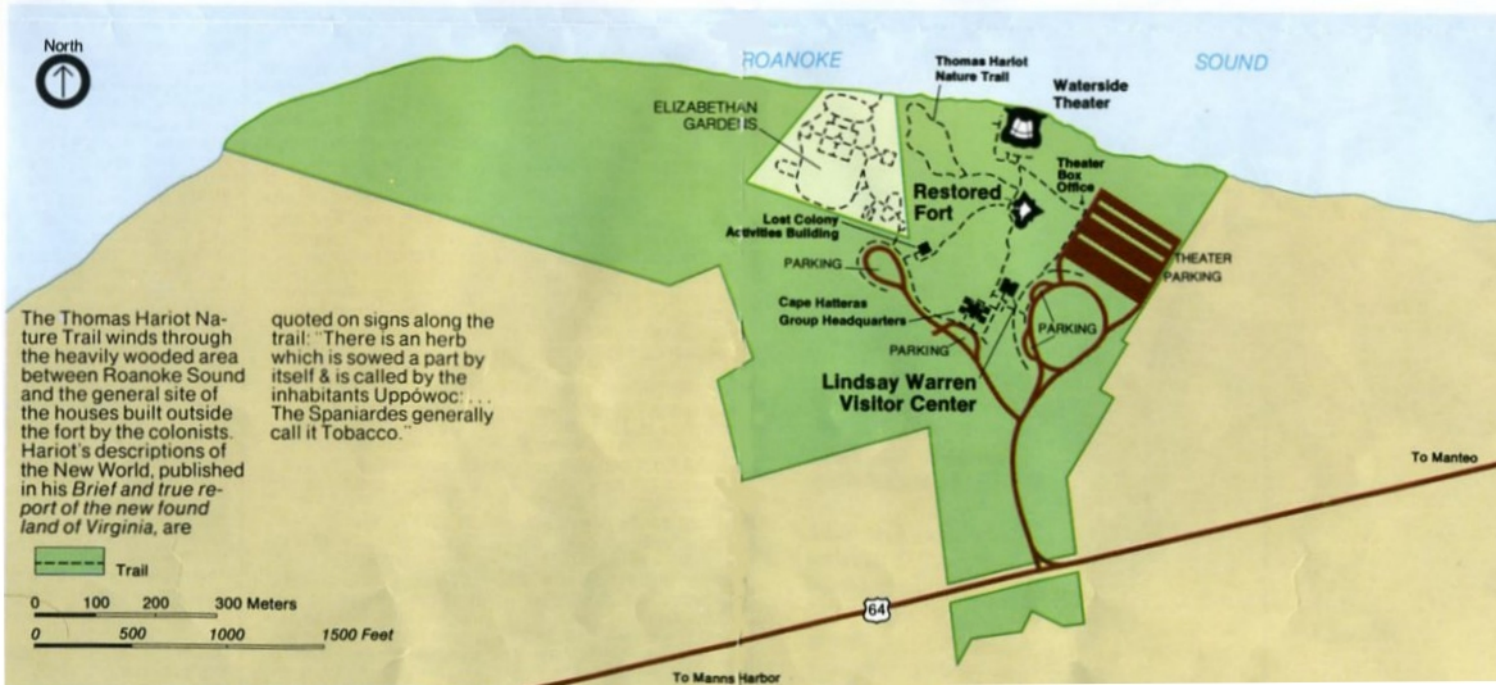 North
ROANOKE
SOUND
Thomas Hariot
Nature Trail
Waterside
Theater
ELIZABETHAN
GARDENS
Theater
Box
Office
Restored
Fort
Lost Colony
Activities Building
PARKING
THEATER
PARKING
Cape Hatteras
Group Headquarters
PARKING
PARKING
Lindsay Warren
Visitor Center
The Thomas Hariot Na-
ture Trail winds through
the heavily wooded area
between Roanoke Sound
and the general site of
the houses built outside
the fort by the colonists.
Hariot's descriptions of
the New World, published
in his Brief and true re-
port of the new found
land of Virginia, are
quoted on signs along the
trail: "There is an herb
which is sowed a part by
itself & is called by the
inhabitants Uppówoc: ...
The Spaniardes generally
call it Tobacco."
To Manteo
Trail
0 100 200 300 Meters
0 500 1000 1500 Feet
64
To Manns Harbor